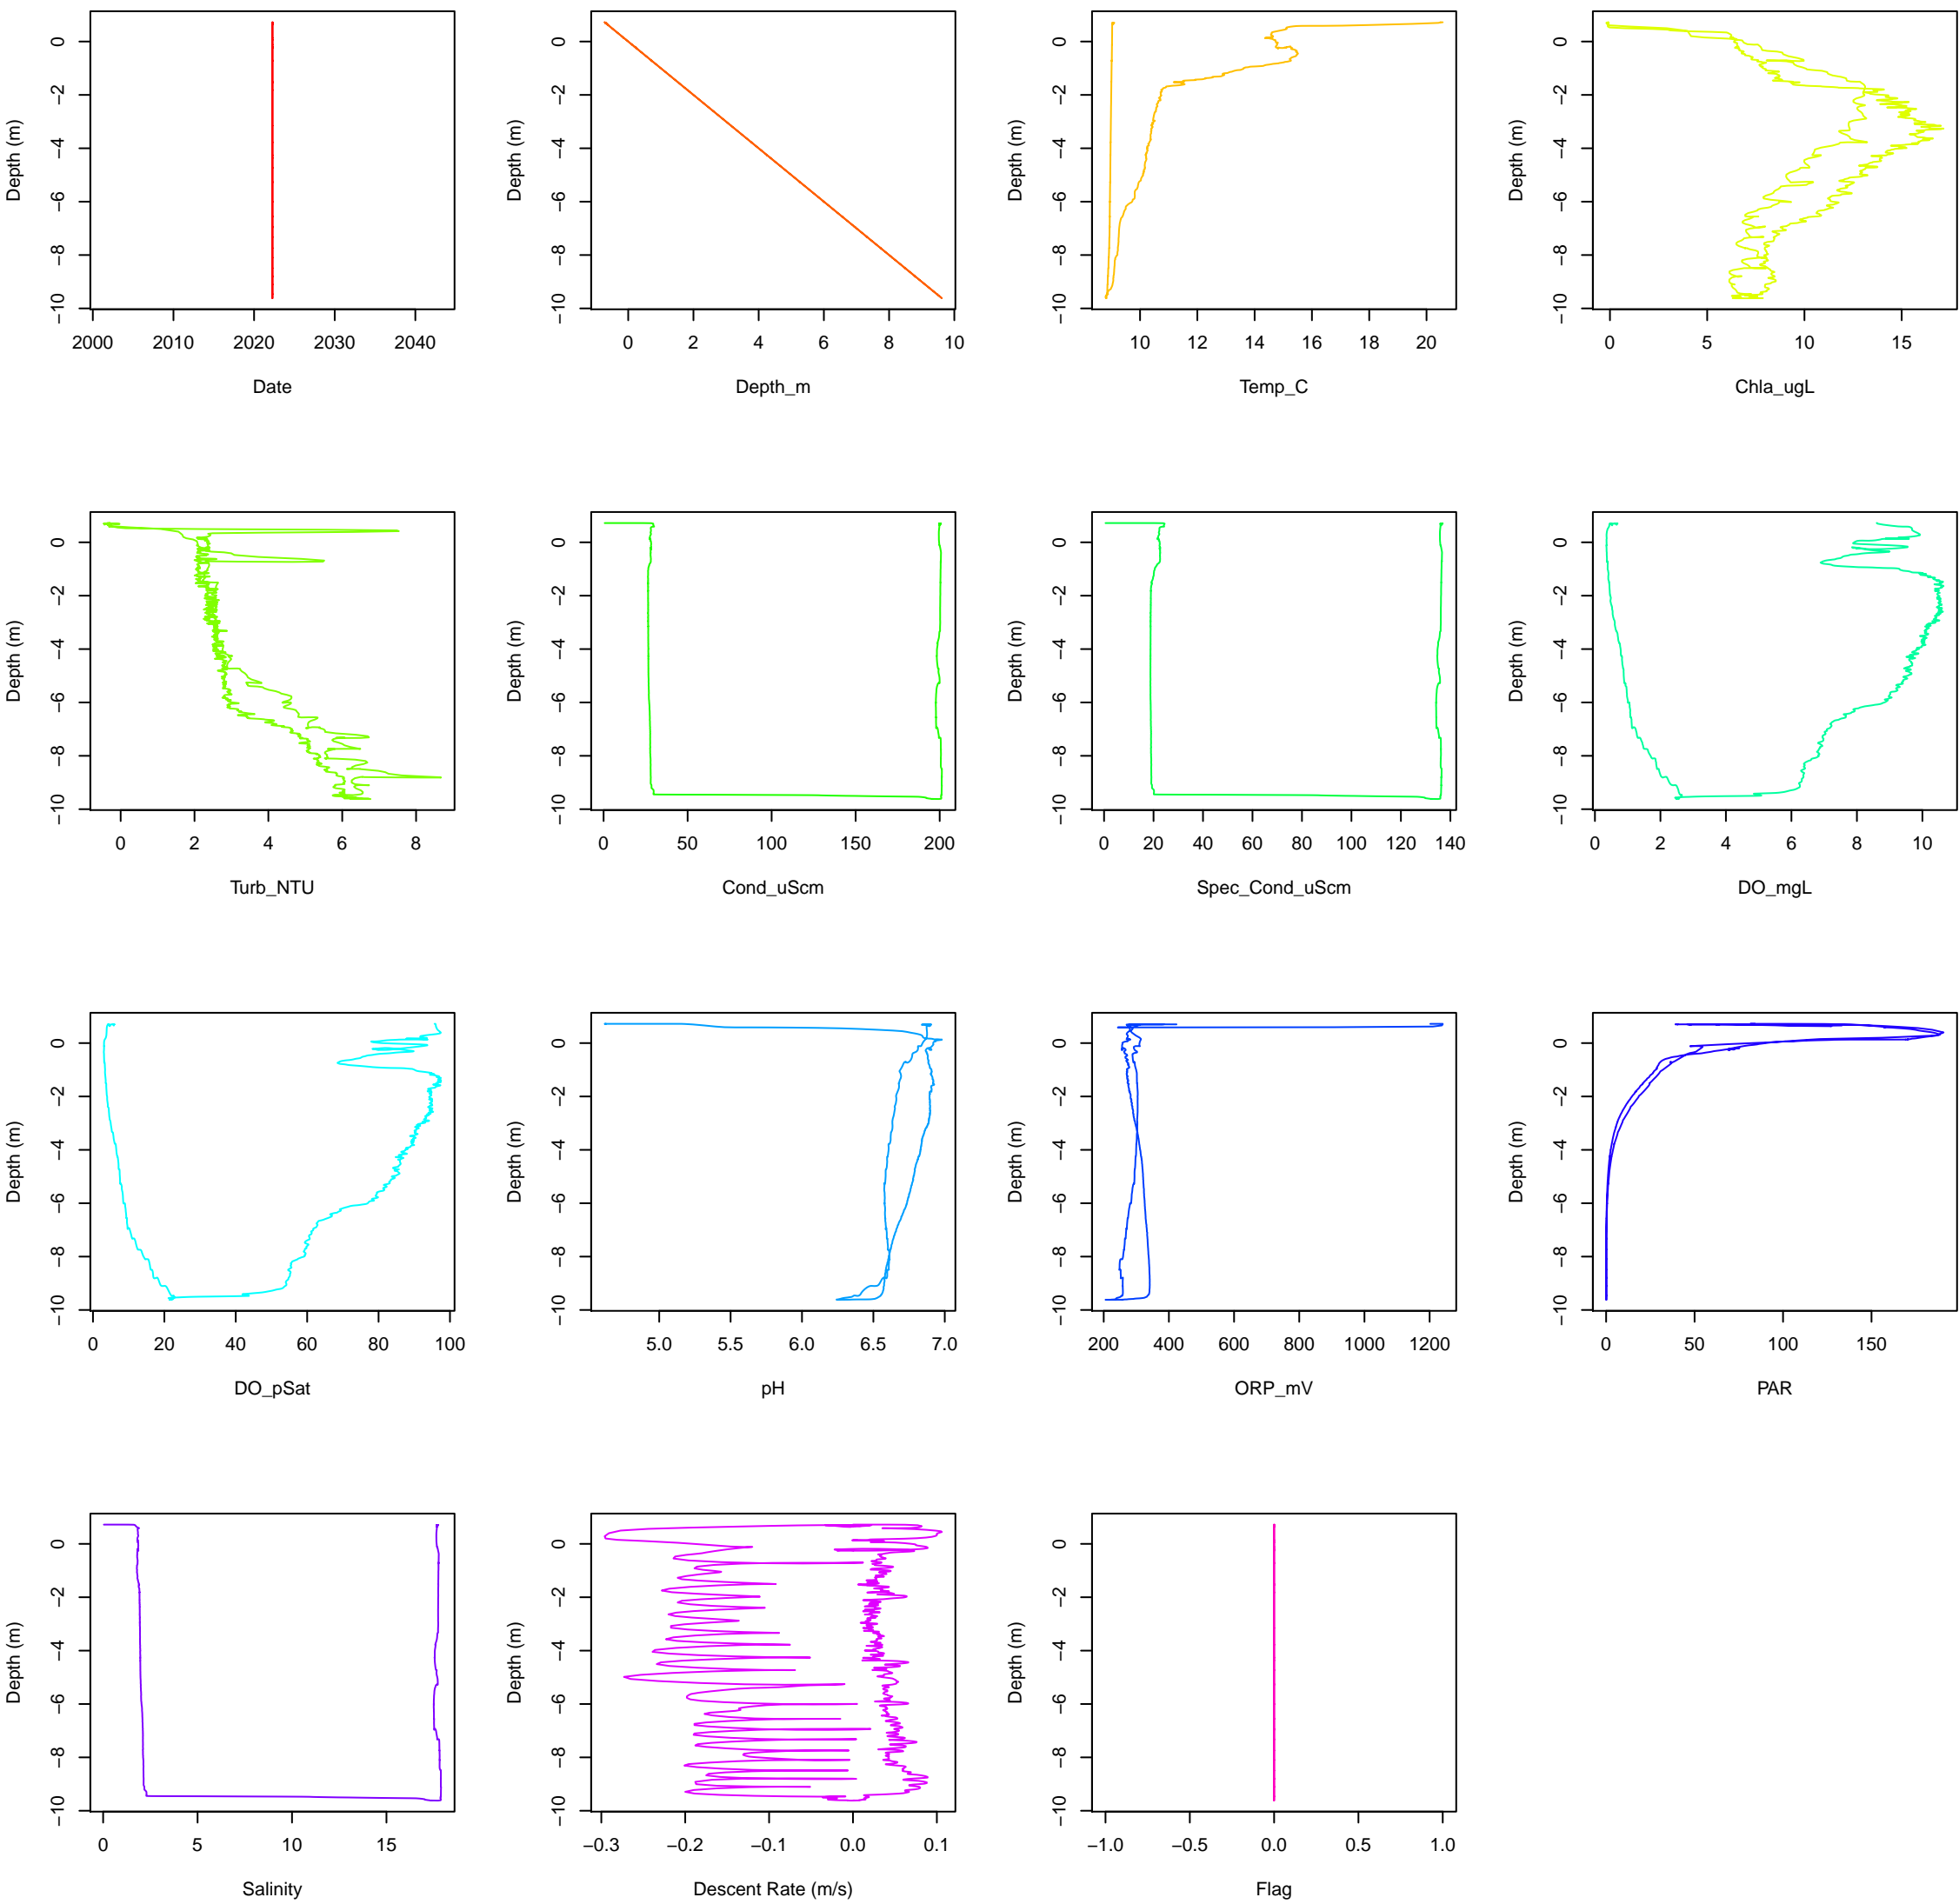 Depth (m)
0
−2
−4
−6
−8
−10
2000 2010 2020 2030 2040
Date
Depth (m)
0
−2
−4
−6
−8
−10
0 2 4 6 8 10
Depth_m
Depth (m)
0
−2
−4
−6
−8
−10
10 12 14 16 18 20
Temp_C
Depth (m)
0
−2
−4
−6
−8
−10
0 5 10 15
Chla_ugL
Depth (m)
0
−2
−4
−6
−8
−10
0 2 4 6 8
Turb_NTU
Depth (m)
0
−2
−4
−6
−8
−10
0 50 100 150 200
Cond_uScm
Depth (m)
0
−2
−4
−6
−8
−10
0 20 40 60 80 100 120 140
Spec_Cond_uScm
Depth (m)
0
−2
−4
−6
−8
−10
0 2 4 6 8 10
DO_mgL
Depth (m)
0
−2
−4
−6
−8
−10
0 20 40 60 80 100
DO_pSat
Depth (m)
0
−2
−4
−6
−8
−10
5.0 5.5 6.0 6.5 7.0
pH
Depth (m)
0
−2
−4
−6
−8
−10
200 400 600 800 1000 1200
ORP_mV
Depth (m)
0
−2
−4
−6
−8
−10
0 50 100 150
PAR
Depth (m)
0
−2
−4
−6
−8
−10
0 5 10 15
Salinity
Depth (m)
0
−2
−4
−6
−8
−10
−0.3 −0.2 −0.1 0.0 0.1
Descent Rate (m/s)
Depth (m)
0
−2
−4
−6
−8
−10
−1.0 −0.5 0.0 0.5 1.0
Flag